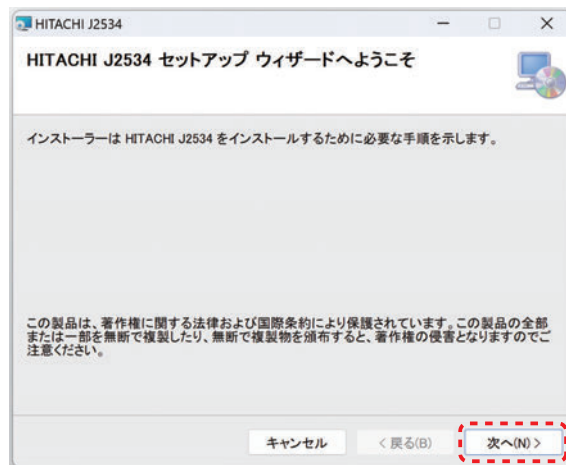 HITACHI J2534
HITACHI J2534 セットアップ ウィザードへようこそ
インストーラーは HITACHI J2534 をインストールするために必要な手順を示します。
この製品は、著作権に関する法律および国際条約により保護されています。この製品の全部
または一部を無断で複製したり、無断で複製物を頒布すると、著作権の侵害となりますのでご
注意ください。
キャンセル
< 戻る(B)
次へ(N) >